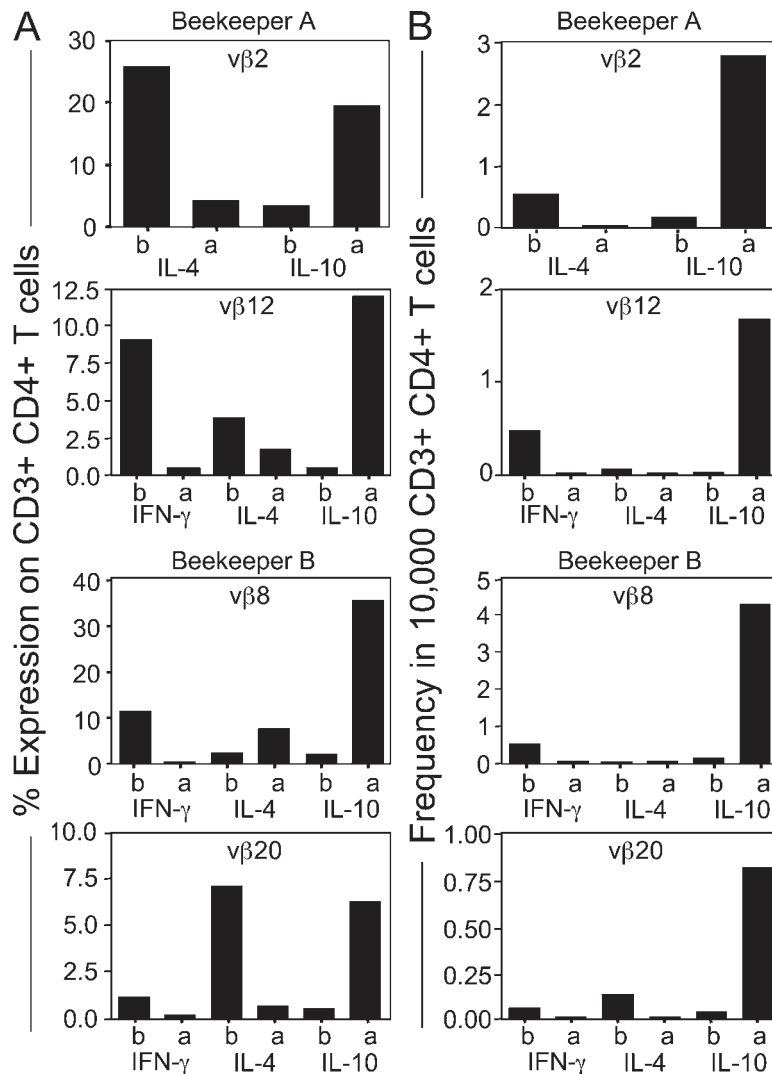 A
Beekeeper A
% Expression on CD3+ CD4+ T cells
30
20
10
0
vβ2
b a b a
IL-4 IL-10
12.5
10.0
7.5
5.0
2.5
0.0
vβ12
b a b a b a
IFN-γ IL-4 IL-10
Beekeeper B
40
30
20
10
0
vβ8
b a b a b a
IFN-γ IL-4 IL-10
10.0
7.5
5.0
2.5
0.0
vβ20
b a b a b a
IFN-γ IL-4 IL-10
B
Beekeeper A
Frequency in 10,000 CD3+ CD4+ T cells
3
2
1
0
vβ2
b a b a
IL-4 IL-10
2
1
0
vβ12
b a b a b a
IFN-γ IL-4 IL-10
Beekeeper B
5
4
3
2
1
0
vβ8
b a b a b a
IFN-γ IL-4 IL-10
1.00
0.75
0.50
0.25
0.00
vβ20
b a b a b a
IFN-γ IL-4 IL-10